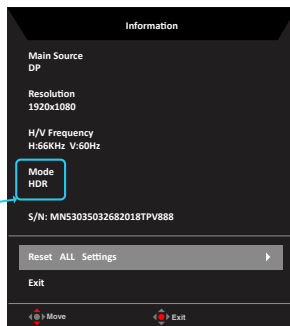 Information
Main Source
DP
Resolution
1920x1080
H/V Frequency
H:66KHz V:60Hz
Mode
HDR
S/N: MN53035032682018TPV888
Reset ALL Settings
Exit
Move Exit